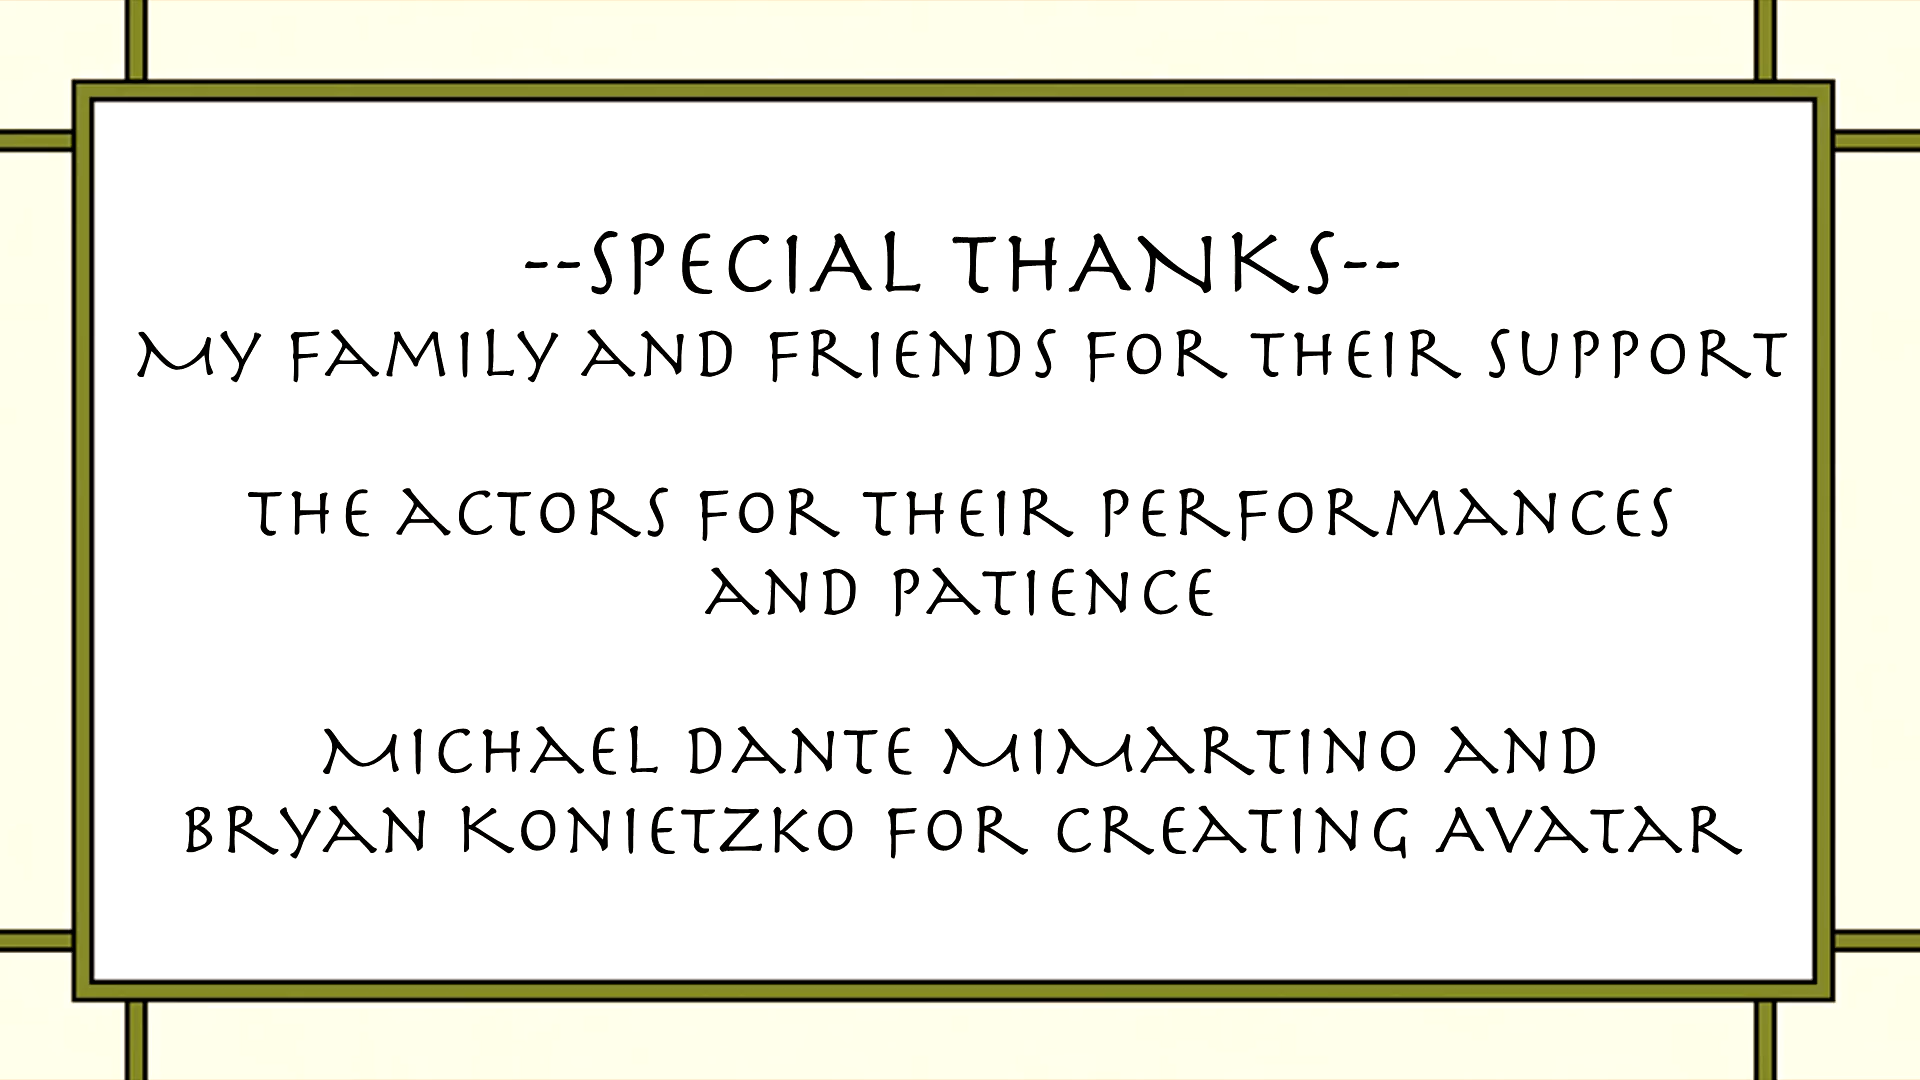 --SPECIAL THANKS--
MY FAMILY AND FRIENDS FOR THEIR SUPPORT
THE ACTORS FOR THEIR PERFORMANCES
AND PATIENCE
MICHAEL DANTE MIMARTINO AND
BRYAN KONIETZKO FOR CREATING AVATAR